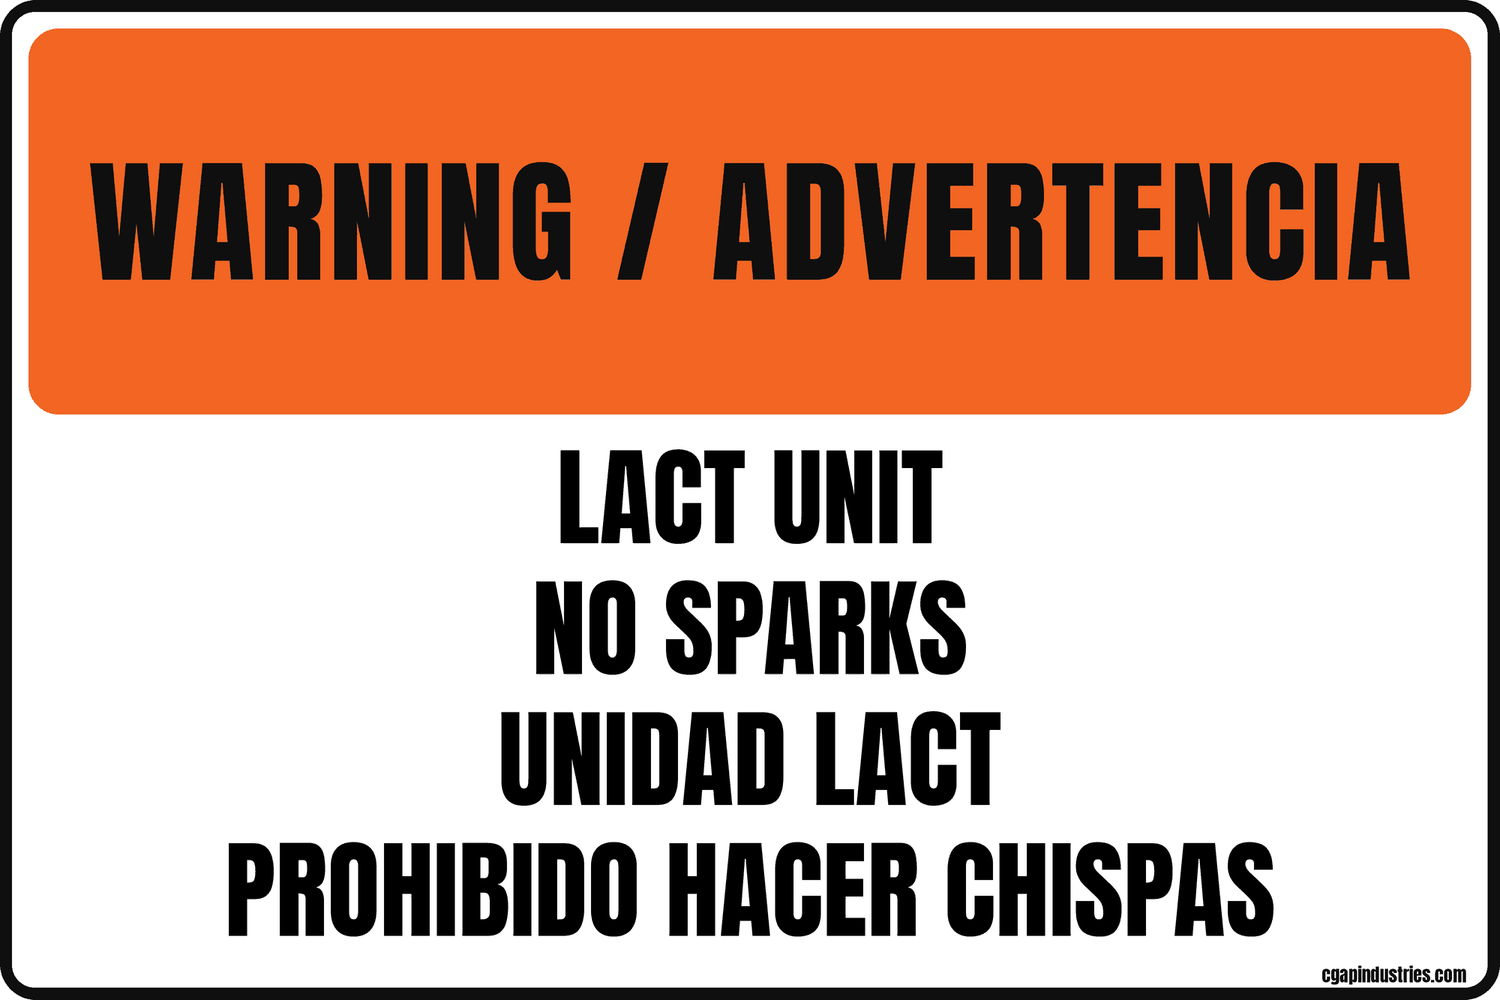 WARNING / ADVERTENCIA
LACT UNIT
NO SPARKS
UNIDAD LACT
PROHIBIDO HACER CHISPAS
cgapindustries.com